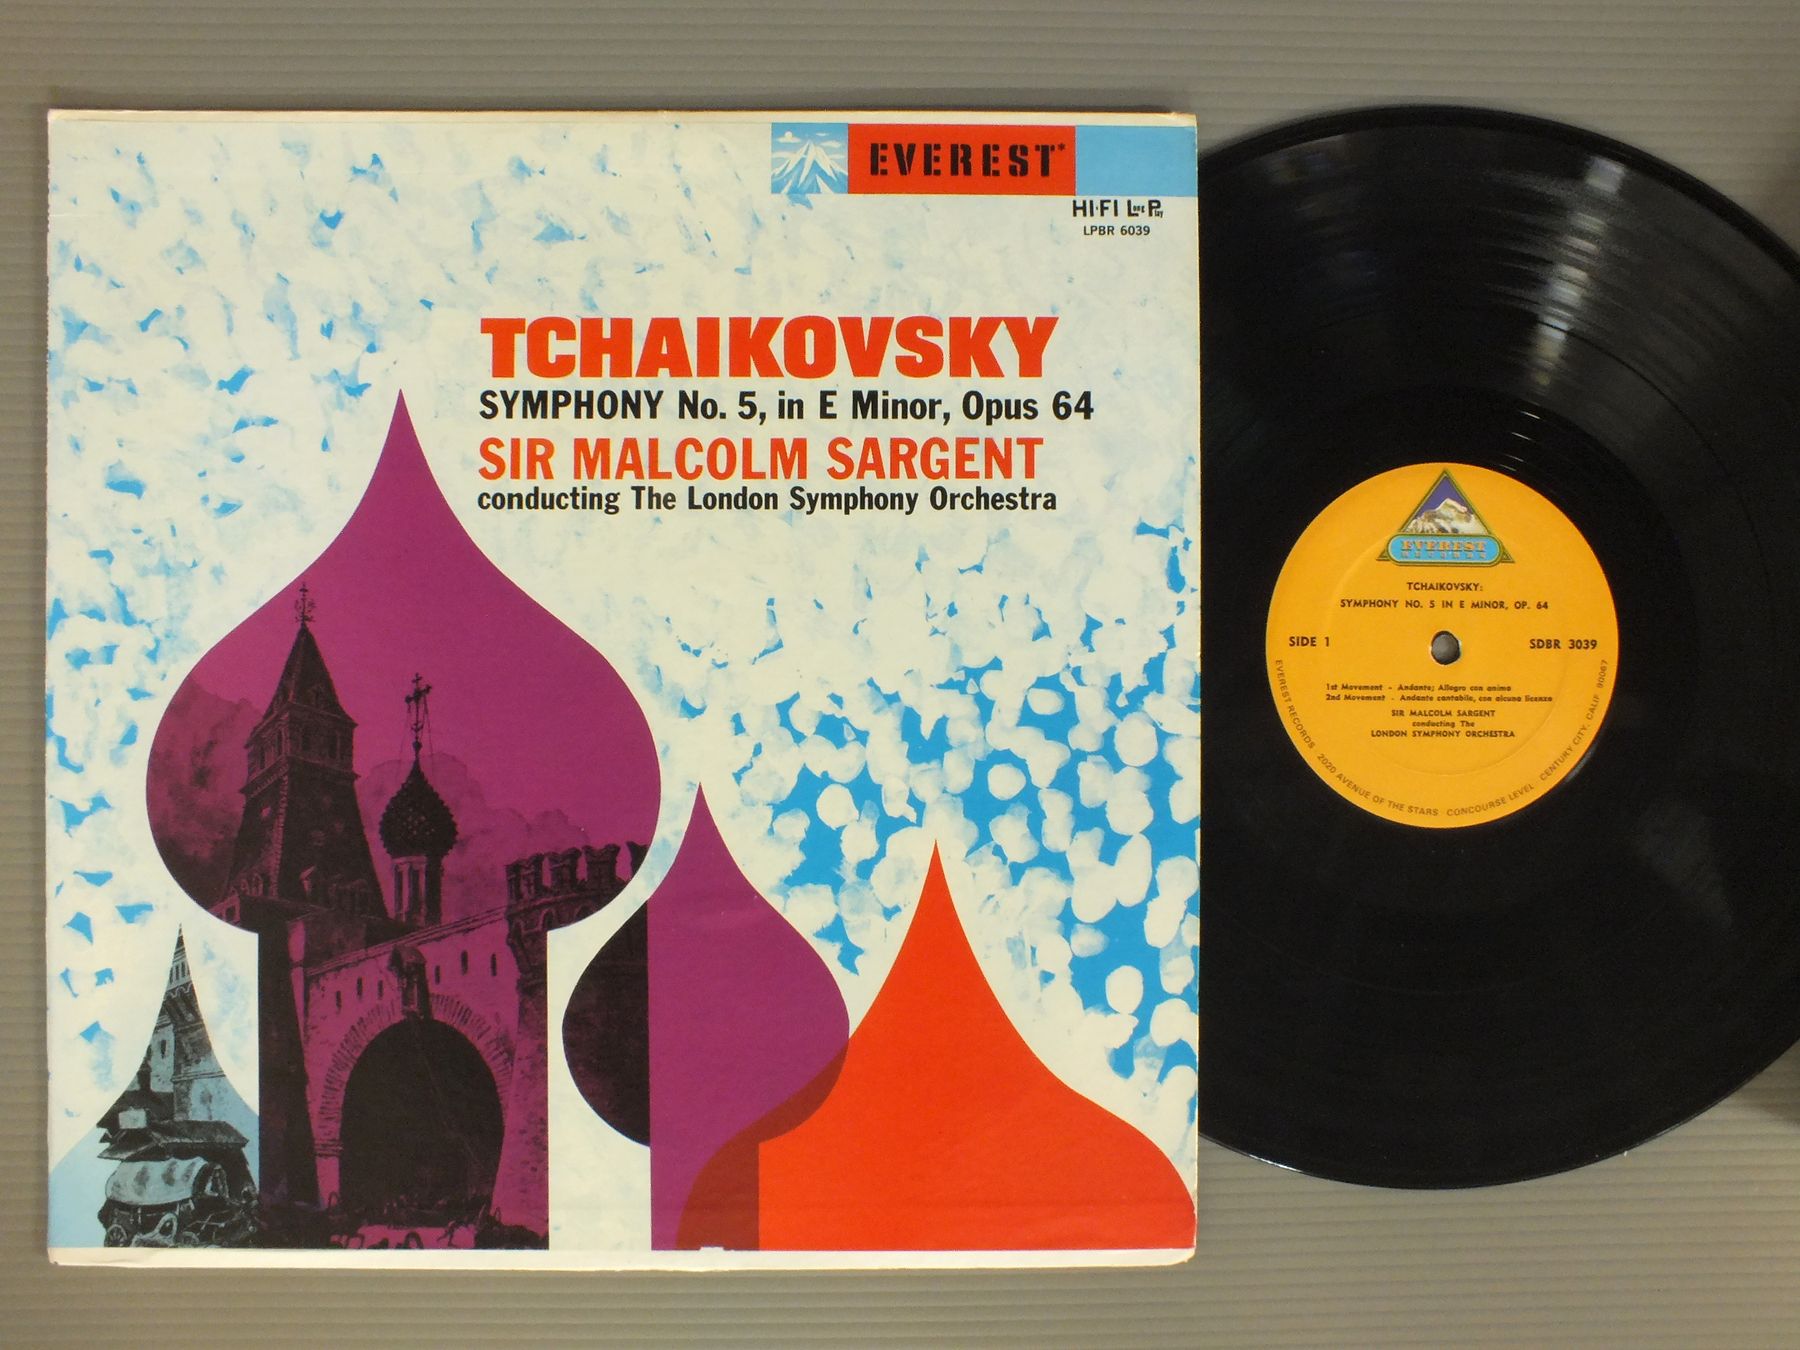 EVEREST*
HI-FI Long Play
LPBR 6039
TCHAIKOVSKY
SYMPHONY No. 5, in E Minor, Opus 64
SIR MALCOLM SARGENT
conducting The London Symphony Orchestra
EVEREST
RECORDS
TCHAIKOVSKY:
SYMPHONY NO. 5 IN E MINOR, OP. 64
SIDE 1
SDBR 3039
1st Movement - Andante; Allegro con anima
2nd Movement - Andante cantabile, con alcuna licenza
SIR MALCOLM SARGENT
conducting The
LONDON SYMPHONY ORCHESTRA
EVEREST RECORDS · 2020 AVENUE OF THE STARS · CONCOURSE LEVEL · CENTURY CITY, CALIF. 90067